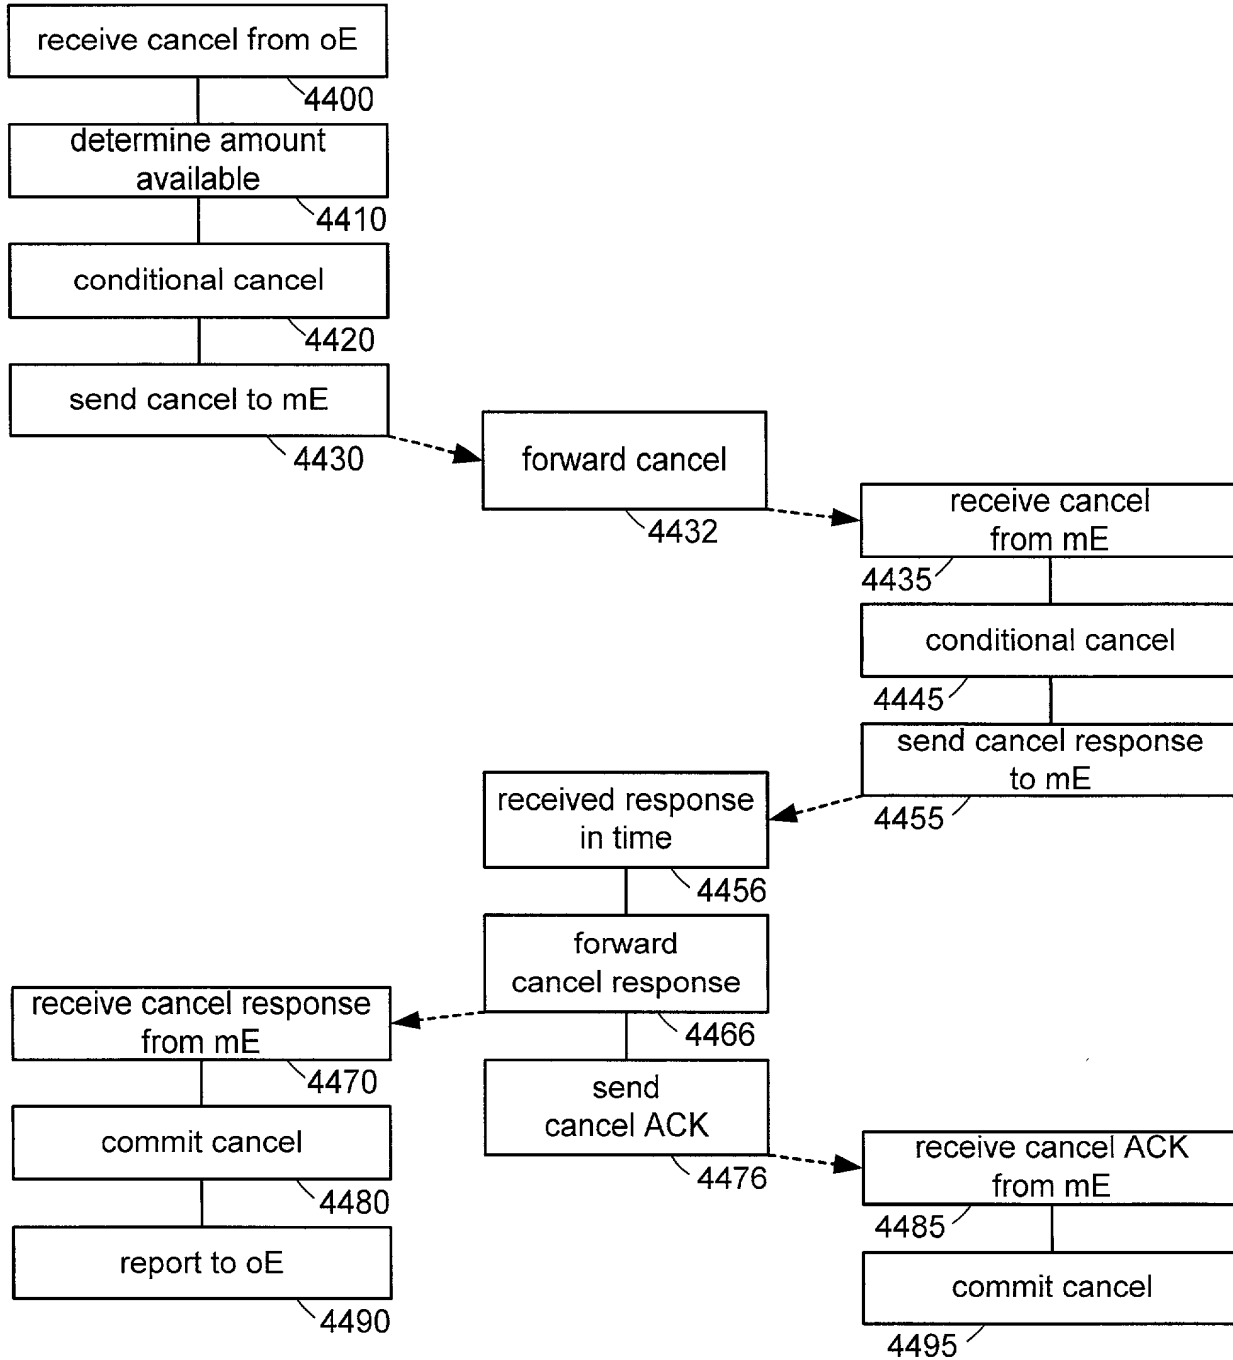 receive cancel from oE
4400
determine amount
available
4410
conditional cancel
4420
send cancel to mE
4430
forward cancel
4432
receive cancel
from mE
4435
conditional cancel
4445
send cancel response
to mE
4455
received response
in time
4456
forward
cancel response
4466
receive cancel response
from mE
4470
send
cancel ACK
4476
commit cancel
4480
receive cancel ACK
from mE
4485
report to oE
4490
commit cancel
4495